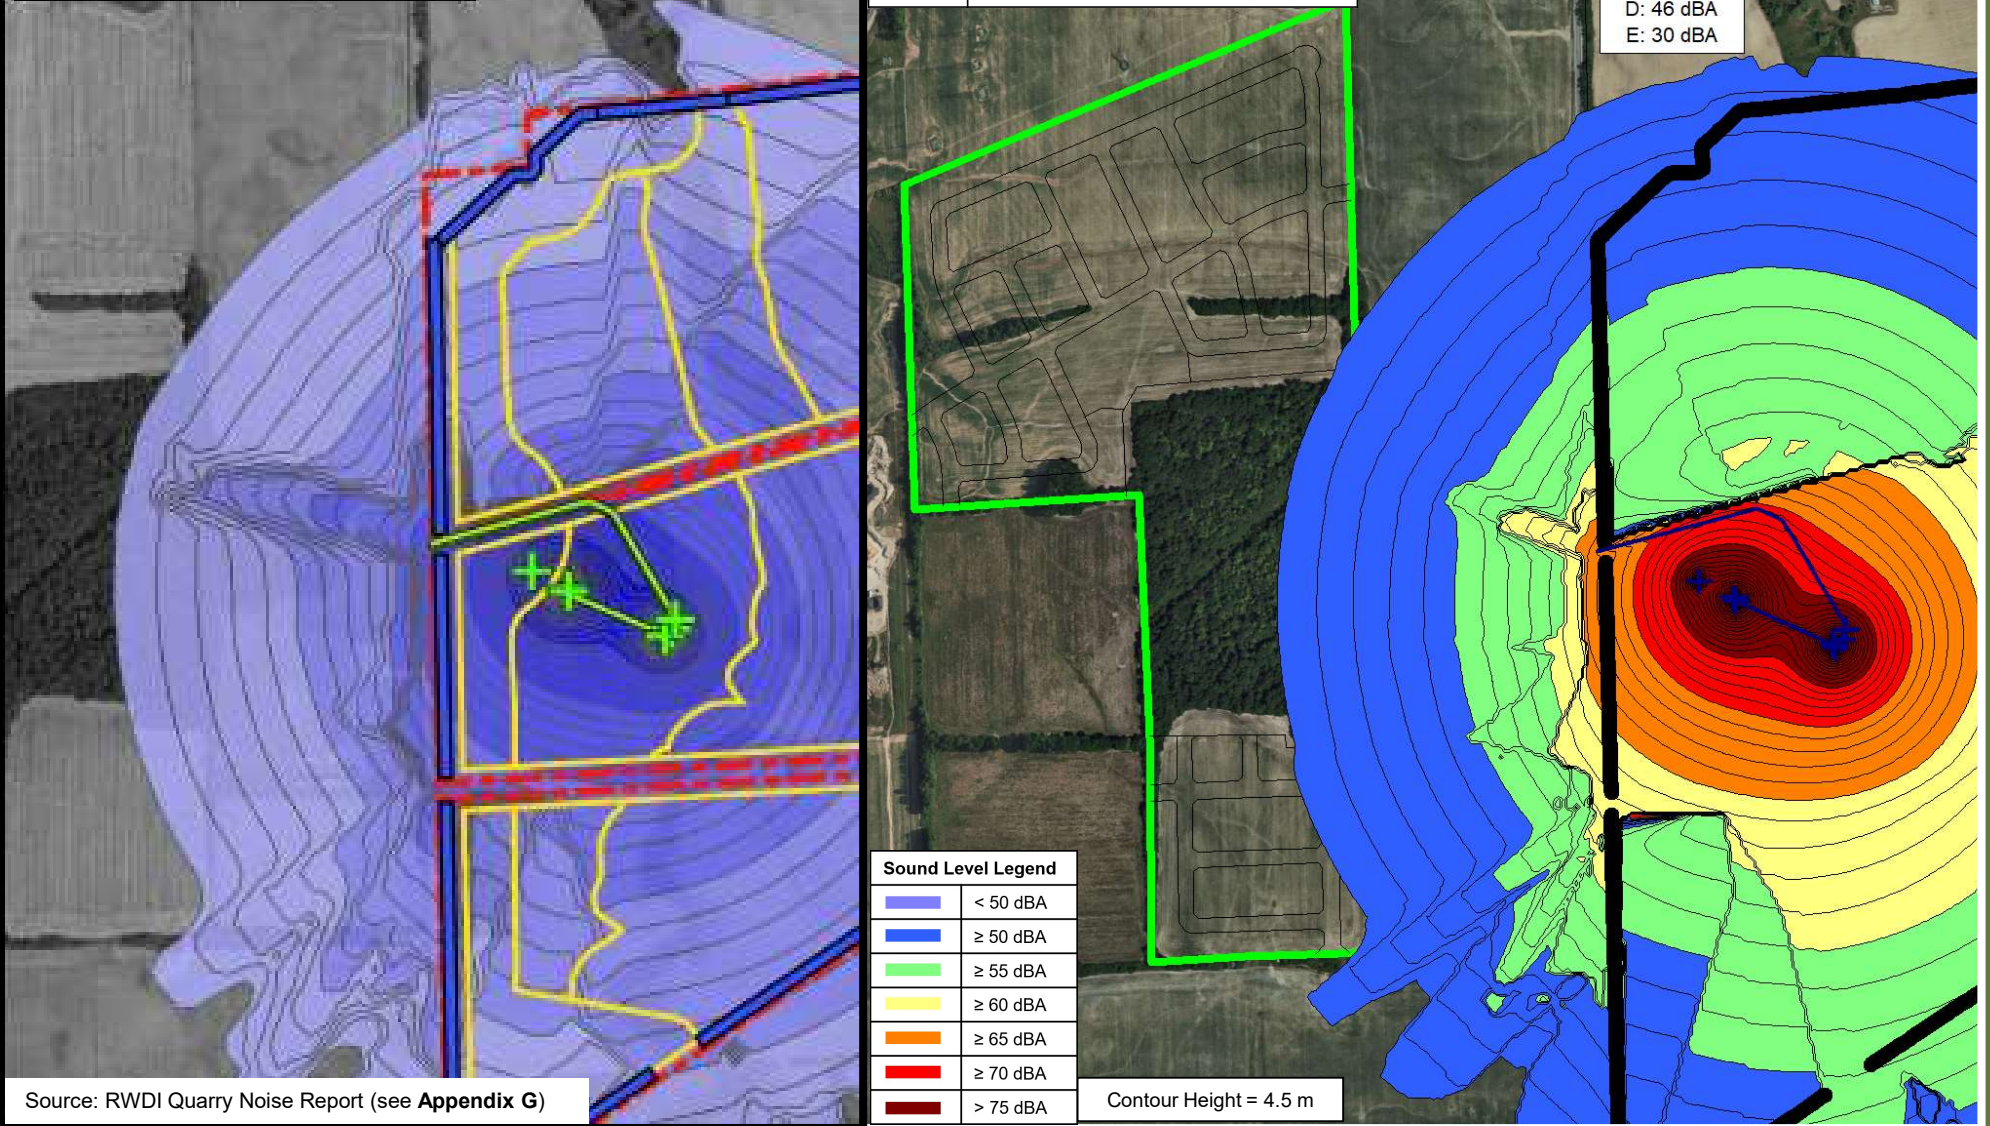 D: 46 dBA
E: 30 dBA
Sound Level Legend
< 50 dBA
≥ 50 dBA
≥ 55 dBA
≥ 60 dBA
≥ 65 dBA
≥ 70 dBA
> 75 dBA
Source: RWDI Quarry Noise Report (see Appendix G)
Contour Height = 4.5 m